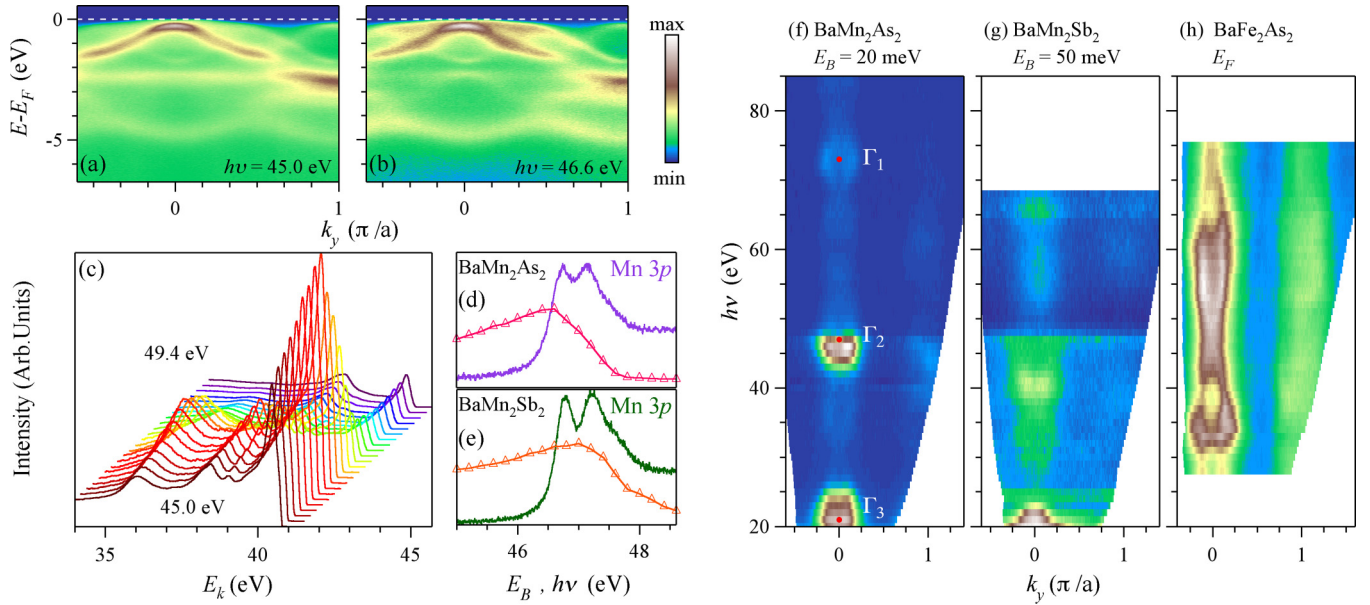 0
-5
E-E_F (eV)
(a)
hν = 45.0 eV
(b)
hν = 46.6 eV
max
min
0
1
0
1
k_y (π /a)
(c)
49.4 eV
45.0 eV
Intensity (Arb.Units)
35
40
45
E_k (eV)
BaMn₂As₂
Mn 3p
(d)
BaMn₂Sb₂
Mn 3p
(e)
46
48
E_B , hν (eV)
(f) BaMn₂As₂
E_B = 20 meV
(g) BaMn₂Sb₂
E_B = 50 meV
(h) BaFe₂As₂
E_F
80
60
40
20
hν (eV)
Γ₁
Γ₂
Γ₃
0
1
0
1
0
1
k_y (π /a)